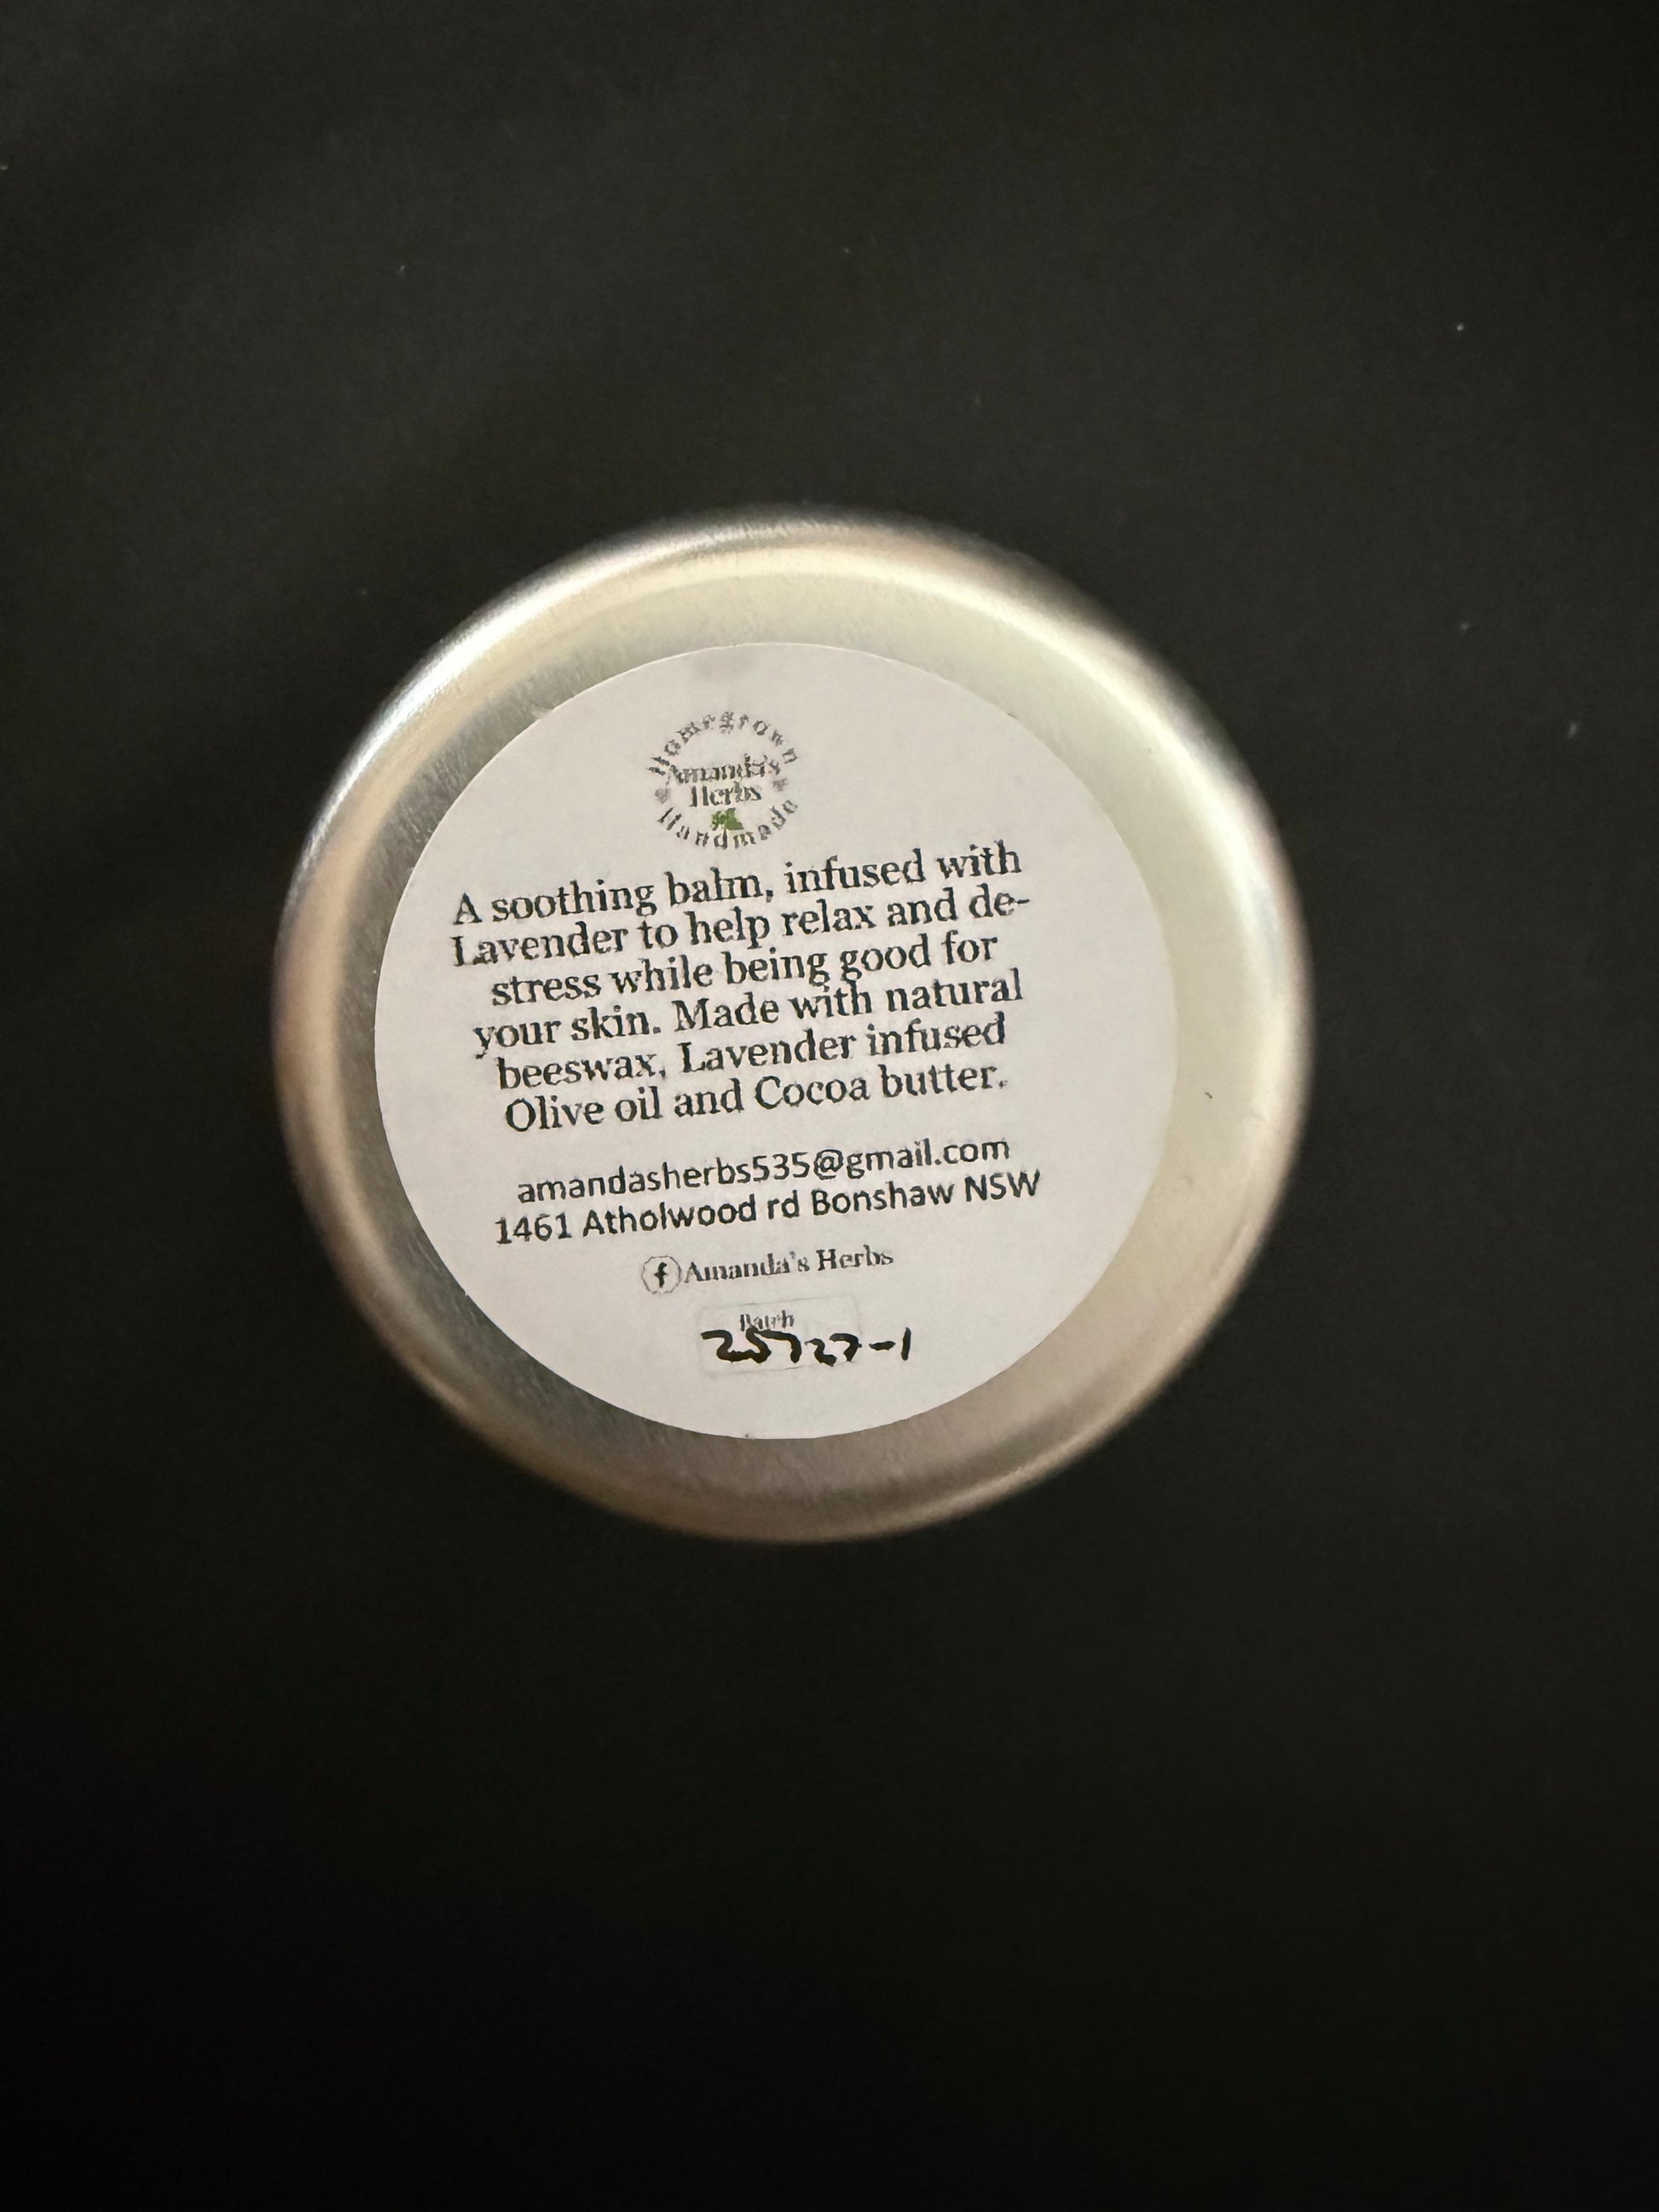 Homegrown
Amanda's
Herbs
Handmade
A soothing balm, infused with
Lavender to help relax and de-
stress while being good for
your skin. Made with natural
beeswax, Lavender infused
Olive oil and Cocoa butter.
amandasherbs535@gmail.com
1461 Atholwood rd Bonshaw NSW
f Amanda's Herbs
Batch
25727-1